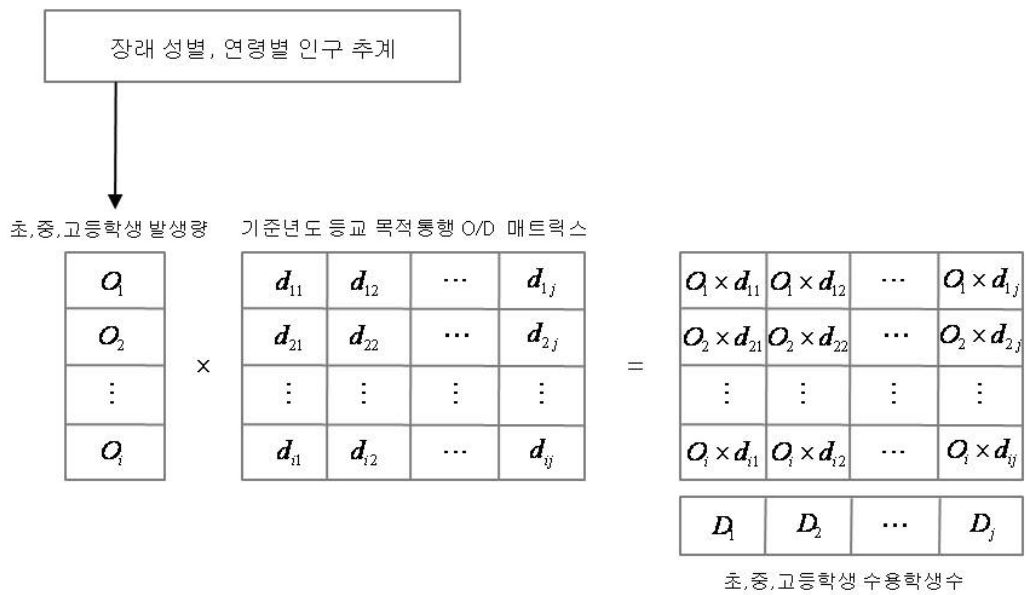 장래 성별, 연령별 인구 추계
초,중,고등학생 발생량 기준년도 등교 목적통행 O/D 매트릭스
O₁ d₁₁ d₁₂ ⋯ d₁ⱼ O₁×d₁₁ O₁×d₁₂ ⋯ O₁×d₁ⱼ
O₂ d₂₁ d₂₂ ⋯ d₂ⱼ O₂×d₂₁ O₂×d₂₂ ⋯ O₂×d₂ⱼ
× =
⋮ ⋮ ⋮ ⋮ ⋮ ⋮ ⋮ ⋮ ⋮
Oᵢ dᵢ₁ dᵢ₂ ⋯ dᵢⱼ Oᵢ×dᵢ₁ Oᵢ×dᵢ₂ ⋯ Oᵢ×dᵢⱼ
D₁ D₂ ⋯ Dⱼ
초,중,고등학생 수용학생수